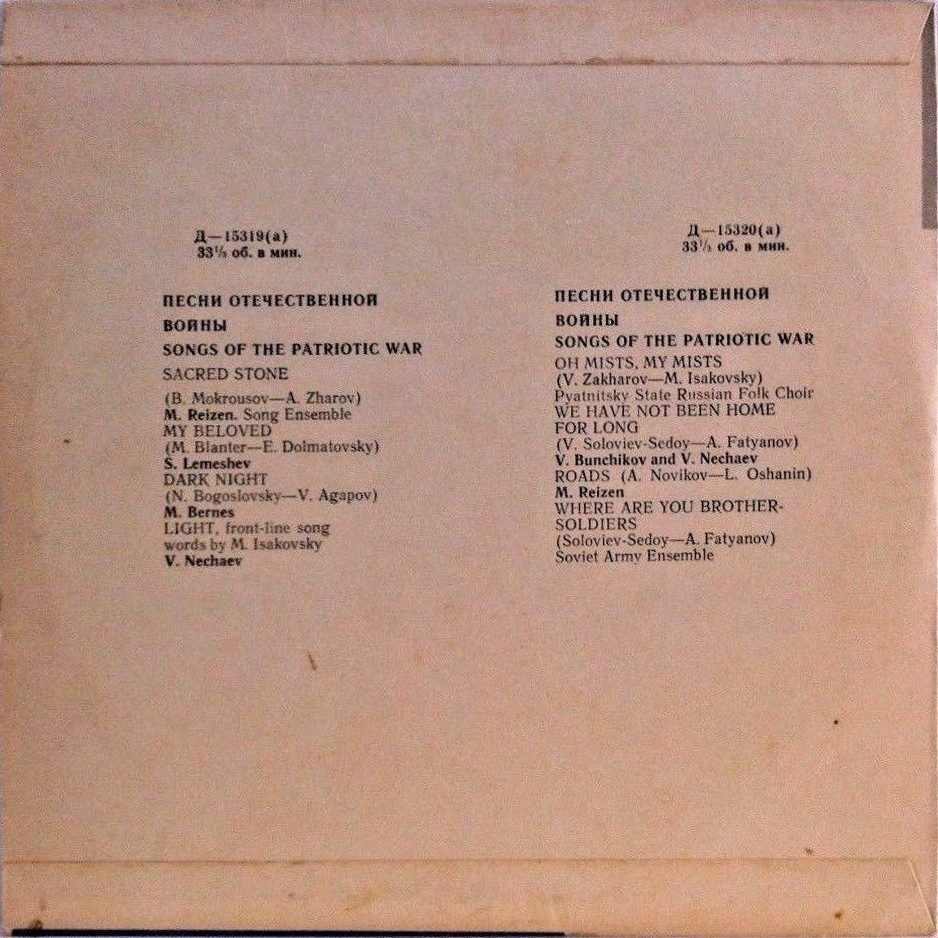 Д—15319(а)
33⅓ об. в мин.
ПЕСНИ ОТЕЧЕСТВЕННОЙ
ВОЙНЫ
SONGS OF THE PATRIOTIC WAR
SACRED STONE
(B. Mokrousov—A. Zharov)
M. Reizen. Song Ensemble
MY BELOVED
(M. Blanter—E. Dolmatovsky)
S. Lemeshev
DARK NIGHT
(N. Bogoslovsky—V. Agapov)
M. Bernes
LIGHT, front-line song
words by M. Isakovsky
V. Nechaev
Д—15320(а)
33⅓ об. в мин.
ПЕСНИ ОТЕЧЕСТВЕННОЙ
ВОЙНЫ
SONGS OF THE PATRIOTIC WAR
OH MISTS, MY MISTS
(V. Zakharov—M. Isakovsky)
Pyatnitsky State Russian Folk Choir
WE HAVE NOT BEEN HOME
FOR LONG
(V. Soloviev-Sedoy—A. Fatyanov)
V. Bunchikov and V. Nechaev
ROADS (A. Novikov—L. Oshanin)
M. Reizen
WHERE ARE YOU BROTHER-
SOLDIERS
(Soloviev-Sedoy—A. Fatyanov)
Soviet Army Ensemble